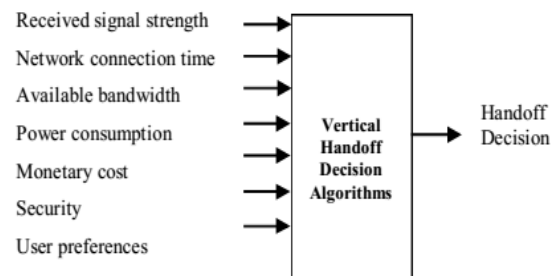 Received signal strength
Network connection time
Available bandwidth
Power consumption
Monetary cost
Security
User preferences
Vertical
Handoff
Decision
Algorithms
Handoff
Decision